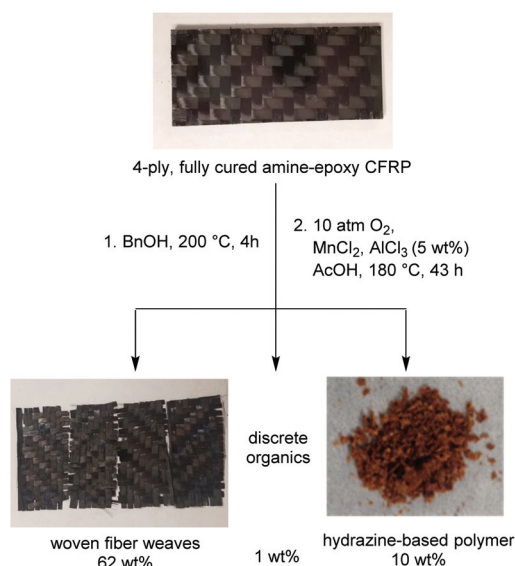 4-ply, fully cured amine-epoxy CFRP
1. BnOH, 200 °C, 4h
2. 10 atm O₂,
MnCl₂, AlCl₃ (5 wt%)
AcOH, 180 °C, 43 h
discrete
organics
woven fiber weaves
62 wt%
1 wt%
hydrazine-based polymer
10 wt%